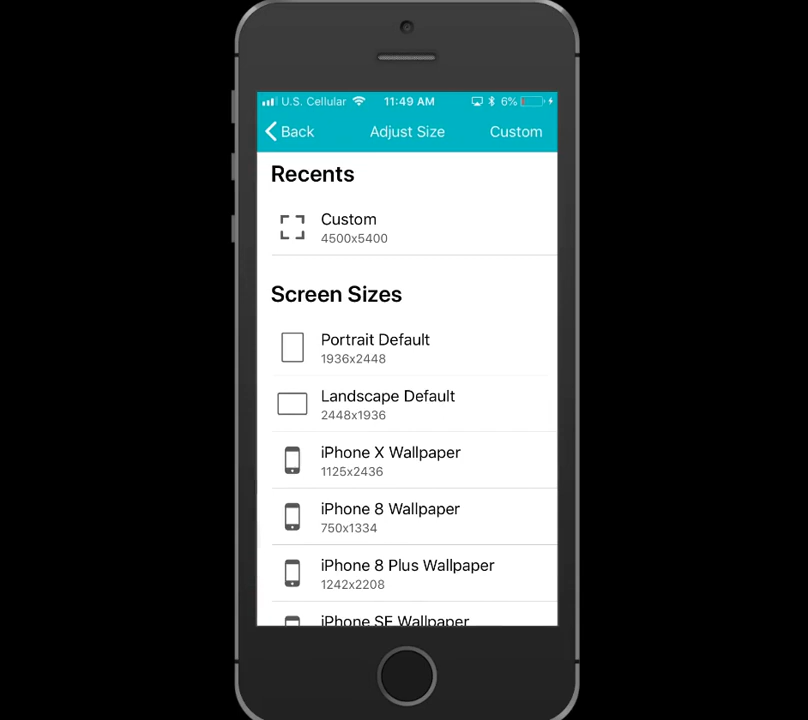 U.S. Cellular 11:49 AM 6%
Back Adjust Size Custom
Recents
Custom
4500x5400
Screen Sizes
Portrait Default
1936x2448
Landscape Default
2448x1936
iPhone X Wallpaper
1125x2436
iPhone 8 Wallpaper
750x1334
iPhone 8 Plus Wallpaper
1242x2208
iPhone SE Wallpaper